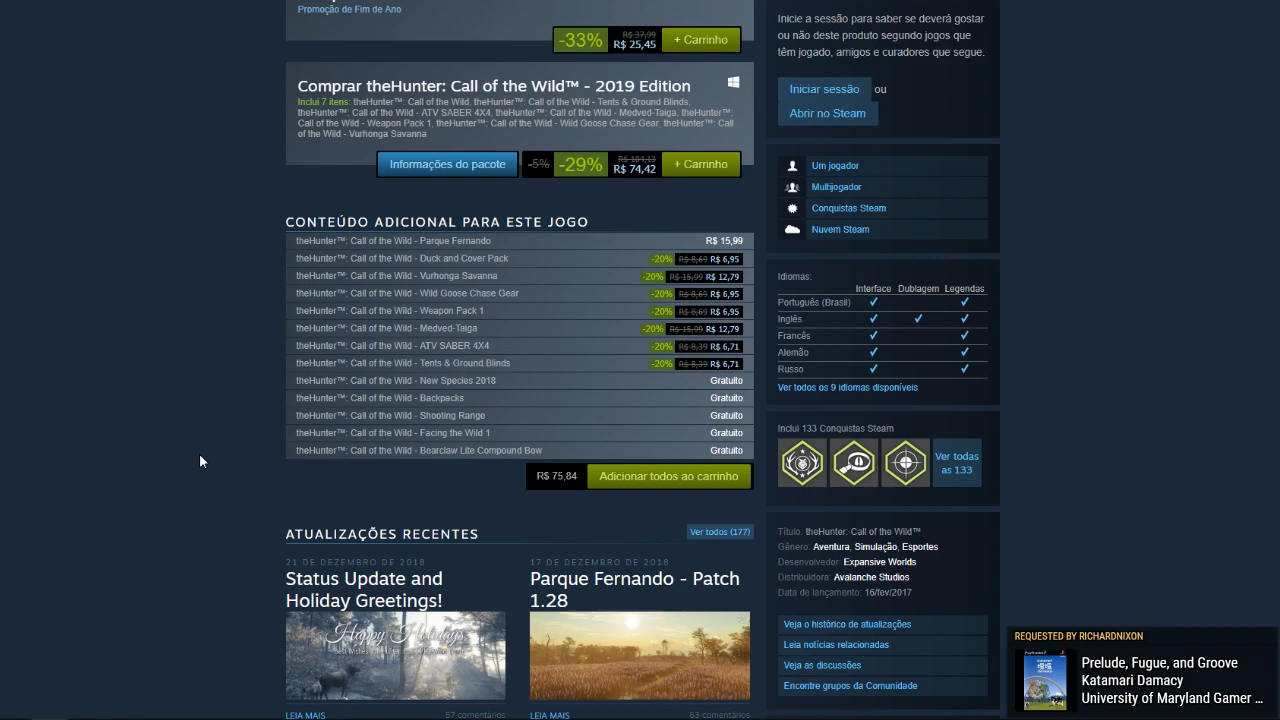 Promoção de Fim de Ano
-33%
R$ 37,99
R$ 25,45
+ Carrinho
Comprar theHunter: Call of the Wild™ - 2019 Edition
Inclui 7 itens: theHunter™: Call of the Wild, theHunter™: Call of the Wild - Tents & Ground Blinds,
theHunter™: Call of the Wild - ATV SABER 4X4, theHunter™: Call of the Wild - Medved-Taiga, theHunter™:
Call of the Wild - Weapon Pack 1, theHunter™: Call of the Wild - Wild Goose Chase Gear, theHunter™: Call
of the Wild - Vurhonga Savanna
Informações do pacote
-5%
-29%
R$ 104,13
R$ 74,42
+ Carrinho
CONTEÚDO ADICIONAL PARA ESTE JOGO
theHunter™: Call of the Wild - Parque Fernando R$ 15,99
theHunter™: Call of the Wild - Duck and Cover Pack -20% R$ 8,69 R$ 6,95
theHunter™: Call of the Wild - Vurhonga Savanna -20% R$ 15,99 R$ 12,79
theHunter™: Call of the Wild - Wild Goose Chase Gear -20% R$ 8,69 R$ 6,95
theHunter™: Call of the Wild - Weapon Pack 1 -20% R$ 8,69 R$ 6,95
theHunter™: Call of the Wild - Medved-Taiga -20% R$ 15,99 R$ 12,79
theHunter™: Call of the Wild - ATV SABER 4X4 -20% R$ 8,39 R$ 6,71
theHunter™: Call of the Wild - Tents & Ground Blinds -20% R$ 8,39 R$ 6,71
theHunter™: Call of the Wild - New Species 2018 Gratuito
theHunter™: Call of the Wild - Backpacks Gratuito
theHunter™: Call of the Wild - Shooting Range Gratuito
theHunter™: Call of the Wild - Facing the Wild 1 Gratuito
theHunter™: Call of the Wild - Bearclaw Lite Compound Bow Gratuito
R$ 75,84 Adicionar todos ao carrinho
ATUALIZAÇÕES RECENTES
Ver todos (177)
21 DE DEZEMBRO DE 2018
Status Update and
Holiday Greetings!
Happy Holidays
LEIA MAIS 57 comentários
17 DE DEZEMBRO DE 2018
Parque Fernando - Patch
1.28
LEIA MAIS 63 comentários
Inicie a sessão para saber se deverá gostar
ou não deste produto segundo jogos que
têm jogado, amigos e curadores que segue.
Iniciar sessão ou
Abrir no Steam
Um jogador
Multijogador
Conquistas Steam
Nuvem Steam
Idiomas:
Interface Dublagem Legendas
Português (Brasil) ✓ ✓
Inglês ✓ ✓ ✓
Francês ✓ ✓
Alemão ✓ ✓
Russo ✓ ✓
Ver todos os 9 idiomas disponíveis
Inclui 133 Conquistas Steam
Ver todas
as 133
Título: theHunter: Call of the Wild™
Gênero: Aventura, Simulação, Esportes
Desenvolvedor: Expansive Worlds
Distribuidora: Avalanche Studios
Data de lançamento: 16/fev/2017
Veja o histórico de atualizações
Leia notícias relacionadas
Veja as discussões
Encontre grupos da Comunidade
REQUESTED BY RICHARDNIXON
Prelude, Fugue, and Groove
Katamari Damacy
University of Maryland Gamer ...